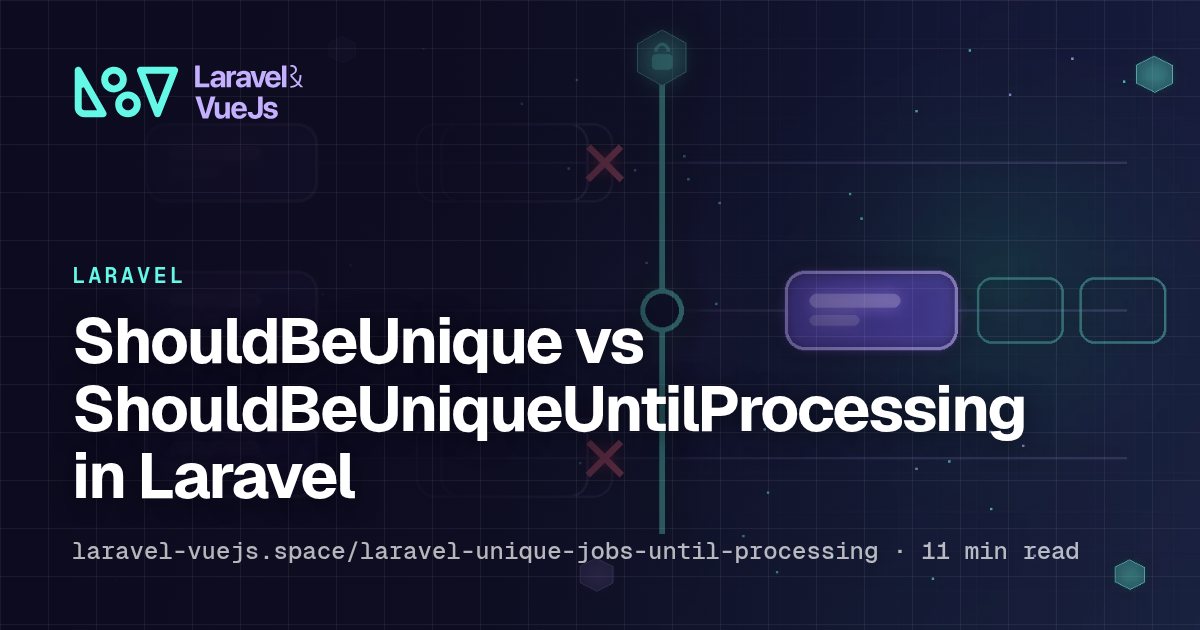 Laravel&
VueJs
LARAVEL
ShouldBeUnique vs
ShouldBeUniqueUntilProcessing
in Laravel
laravel-vuejs.space/laravel-unique-jobs-until-processing · 11 min read